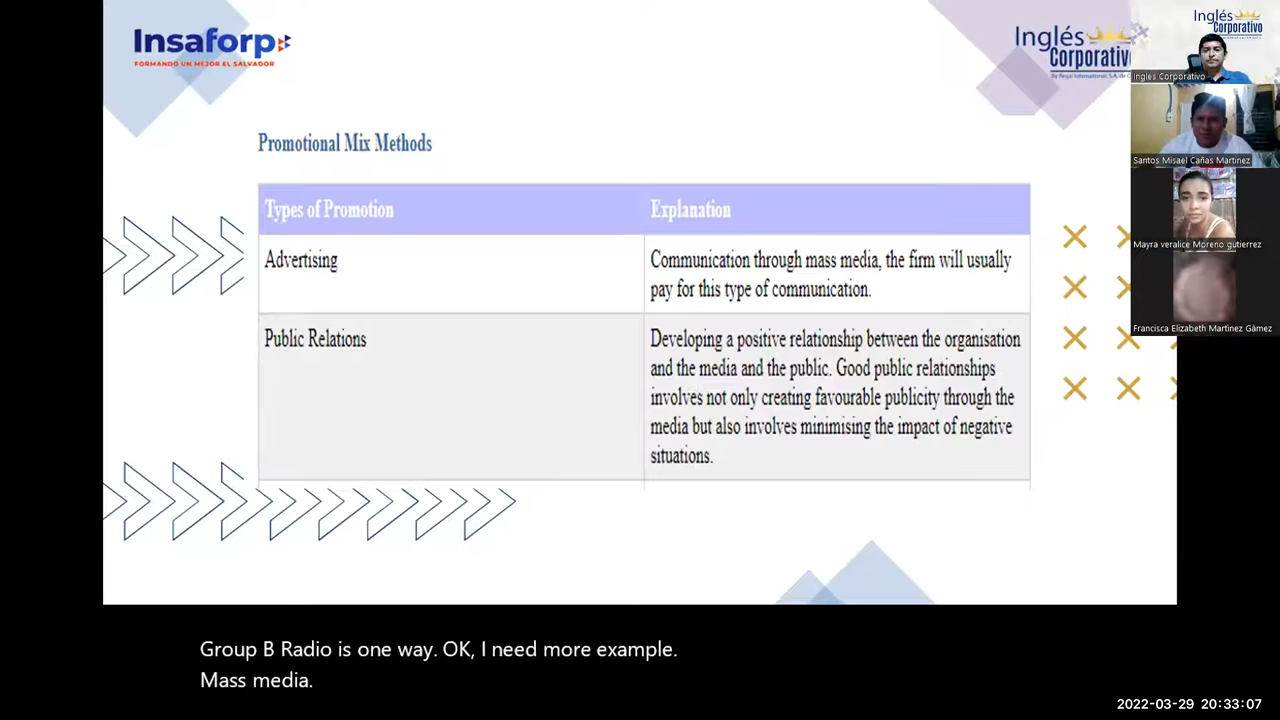 Insaforp
FORMANDO UN MEJOR EL SALVADOR
Inglés
Corporativo
Inglés
Corporativo
Ingles Corporativo
Santos Misael Cañas Martinez
Mayra veralice Moreno gutierrez
Francisca Elizabeth Martinez Gàmez
Promotional Mix Methods
Types of Promotion
Explanation
Advertising
Communication through mass media, the firm will usually
pay for this type of communication.
Public Relations
Developing a positive relationship between the organisation
and the media and the public. Good public relationships
involves not only creating favourable publicity through the
media but also involves minimising the impact of negative
situations.
Group B Radio is one way. OK, I need more example.
Mass media.
2022-03-29 20:33:07